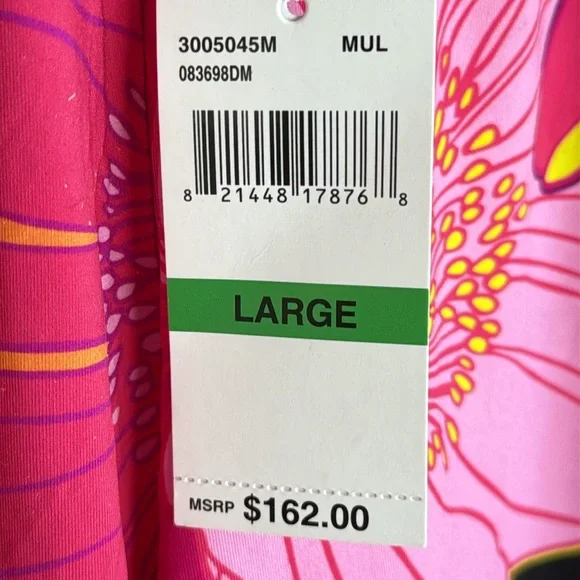 3005045M MUL
083698DM
8 21448 17876 8
LARGE
MSRP $162.00